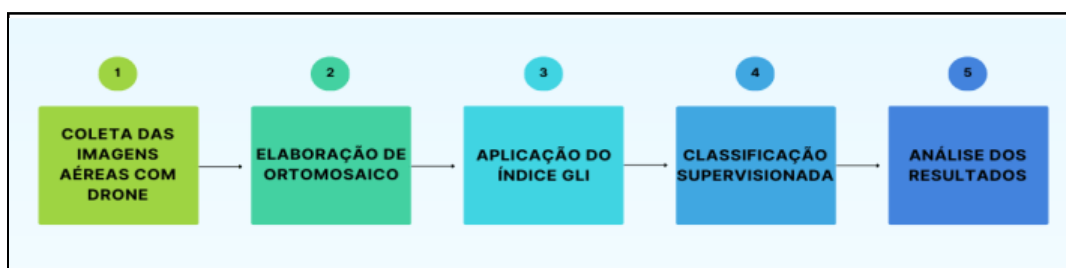 1
COLETA DAS
IMAGENS
AÉREAS COM
DRONE
2
ELABORAÇÃO DE
ORTOMOSAICO
3
APLICAÇÃO DO
ÍNDICE GLI
4
CLASSIFICAÇÃO
SUPERVISIONADA
5
ANÁLISE DOS
RESULTADOS